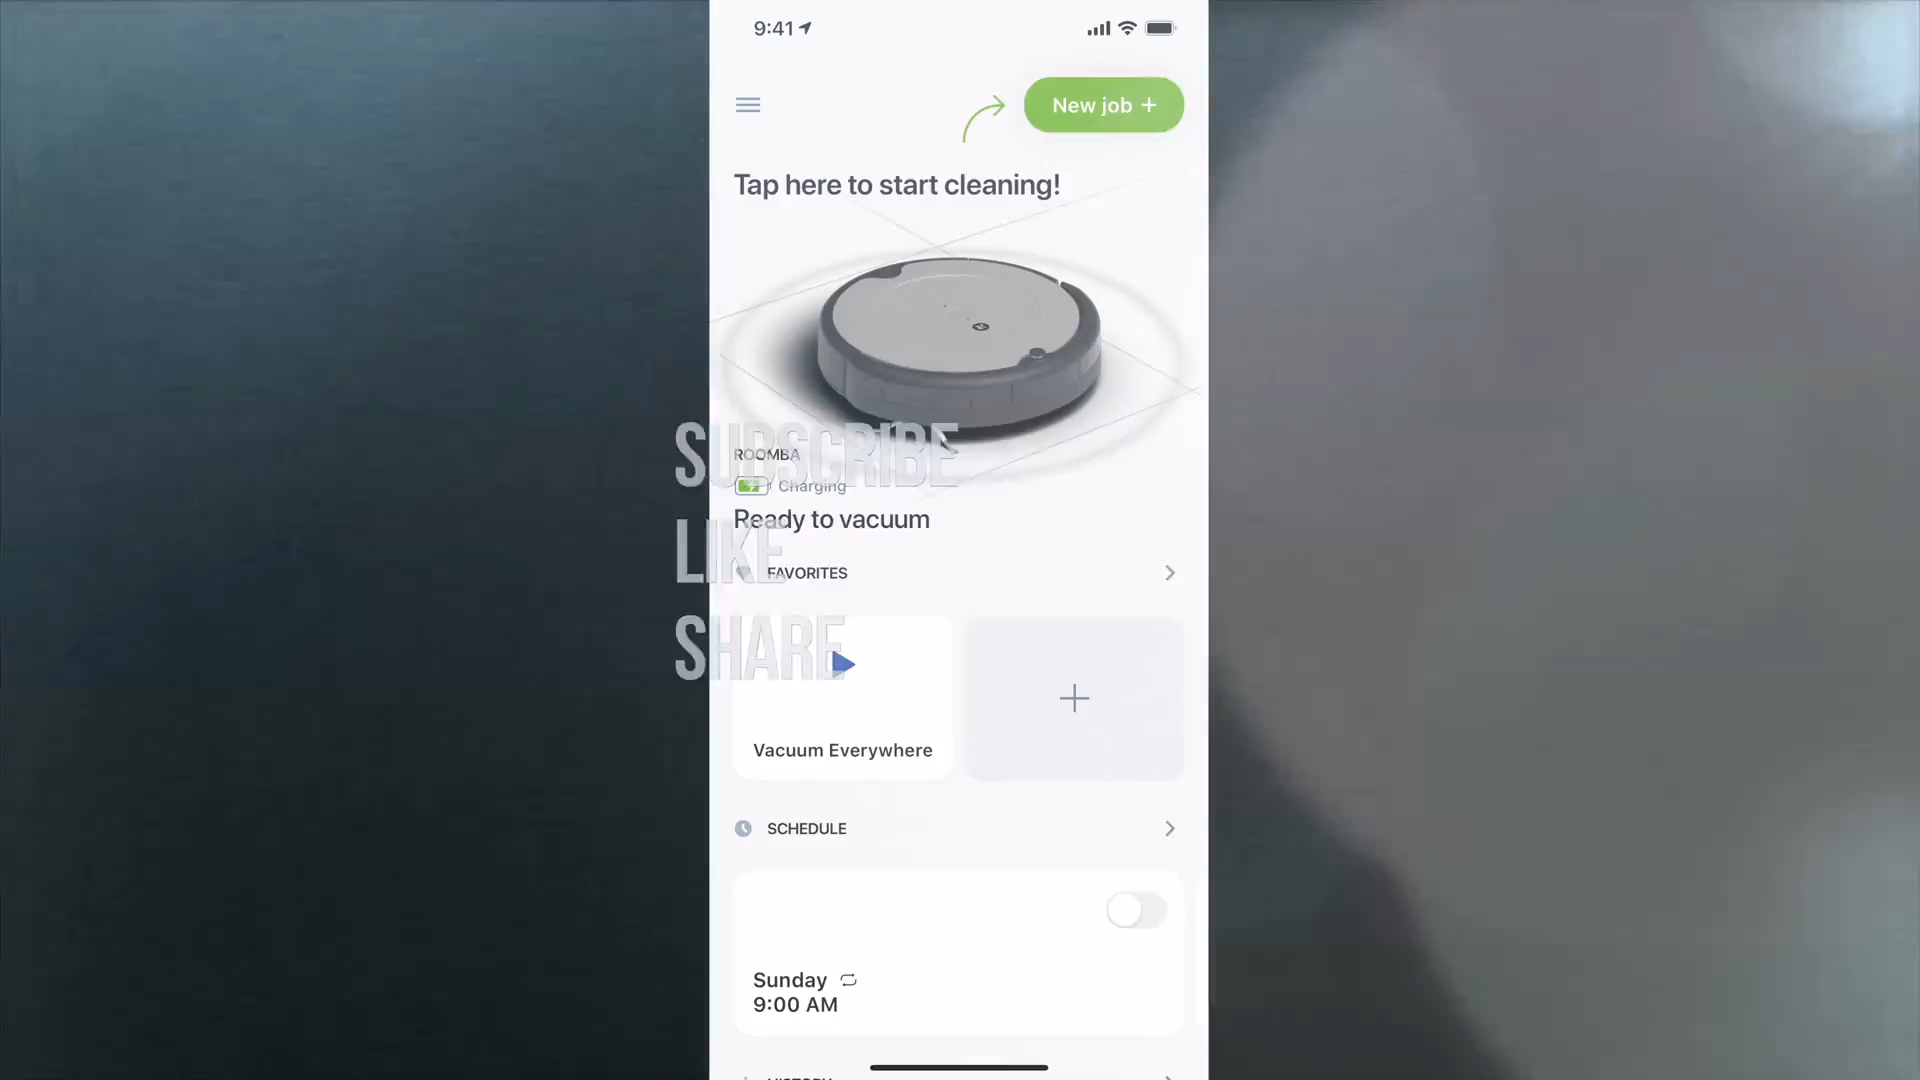 9:41
New job +
Tap here to start cleaning!
SUBSCRIBE
ROOMBA
Charging
Ready to vacuum
LIKE
FAVORITES
SHARE
Vacuum Everywhere
SCHEDULE
Sunday
9:00 AM
HISTORY